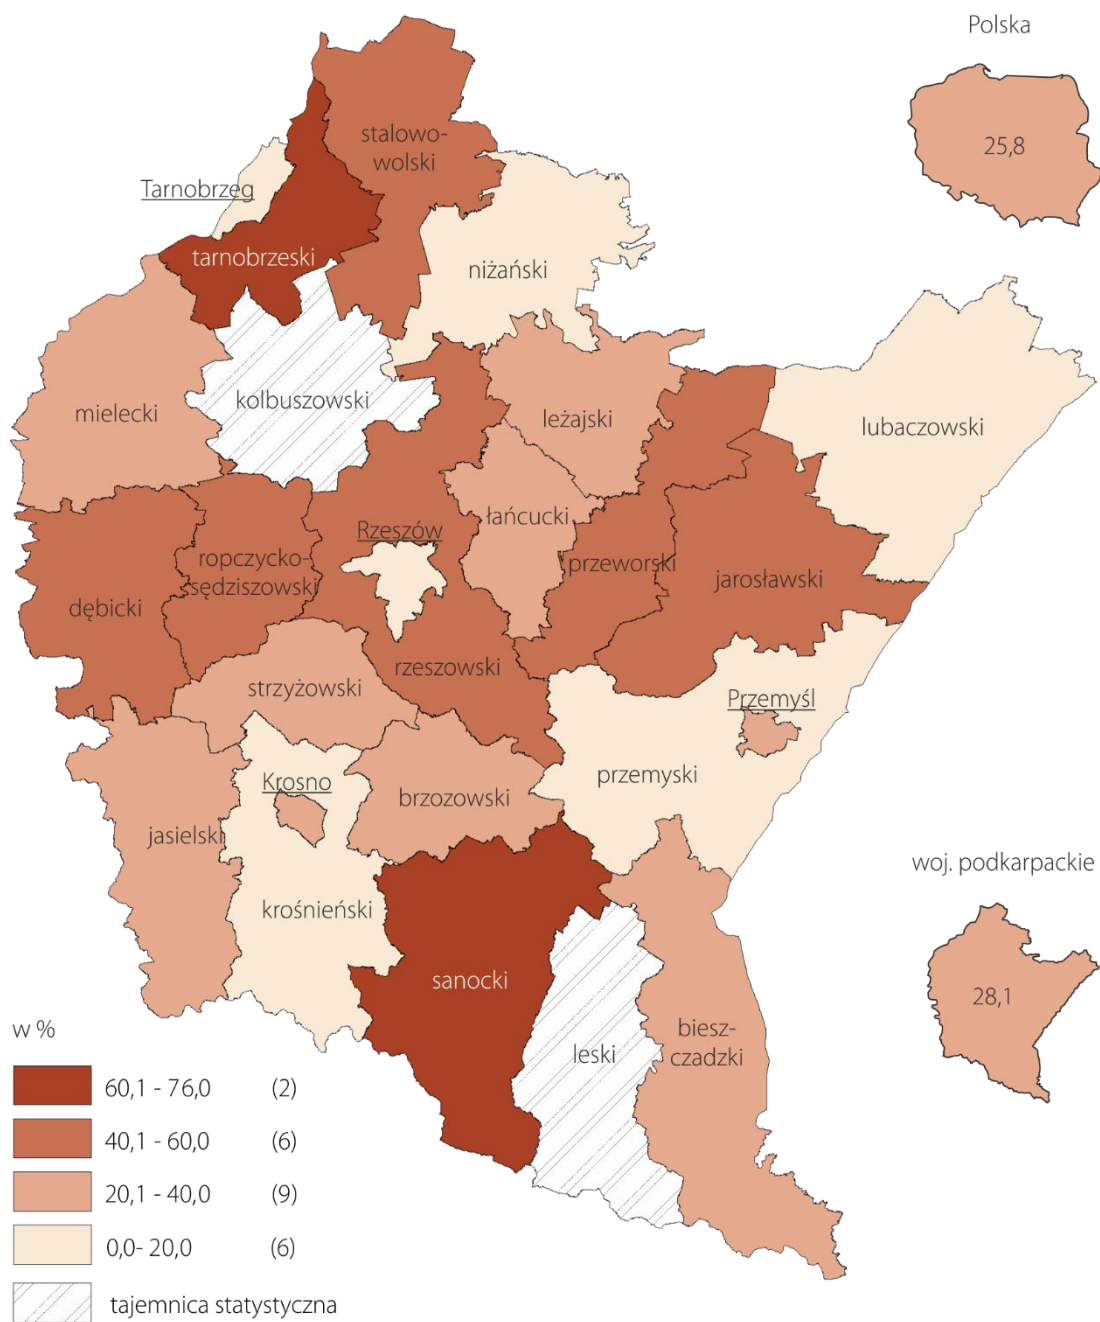 Polska
25,8
stalowo-
wolski
Tarnobrzeg
tarnobrzeski
niżański
mielecki
kolbuszowski
leżajski
lubaczowski
łańcucki
Rzeszów
ropczycko-
sędziszowski
przeworski
jarosławski
dębicki
rzeszowski
strzyżowski
Przemyśl
przemyski
Krosno
brzozowski
jasielski
woj. podkarpackie
28,1
krośnieński
sanocki
leski
biesz-
czadzki
w %
60,1 - 76,0 (2)
40,1 - 60,0 (6)
20,1 - 40,0 (9)
0,0- 20,0 (6)
tajemnica statystyczna